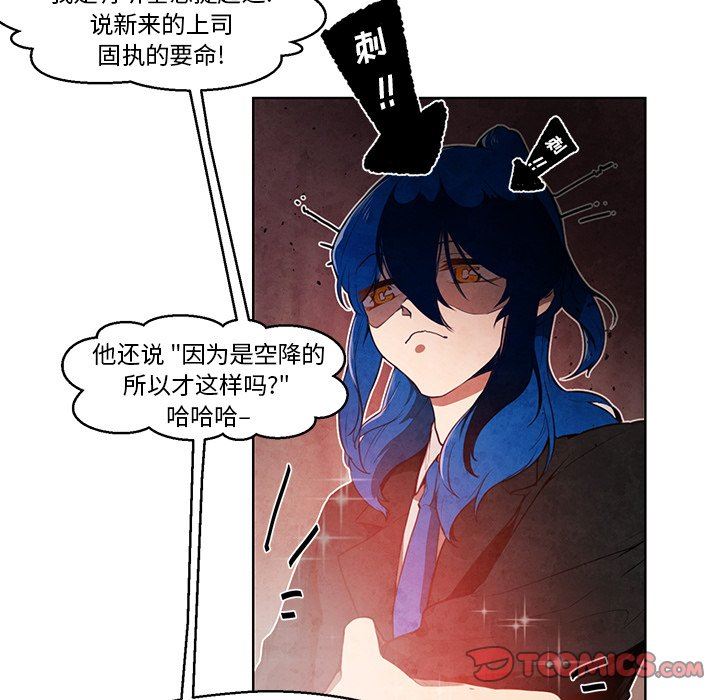 说新来的上司
固执的要命!
刺!!
刺!!
他还说 "因为是空降的
所以才这样吗?"
哈哈哈–
TOOMICS.COM